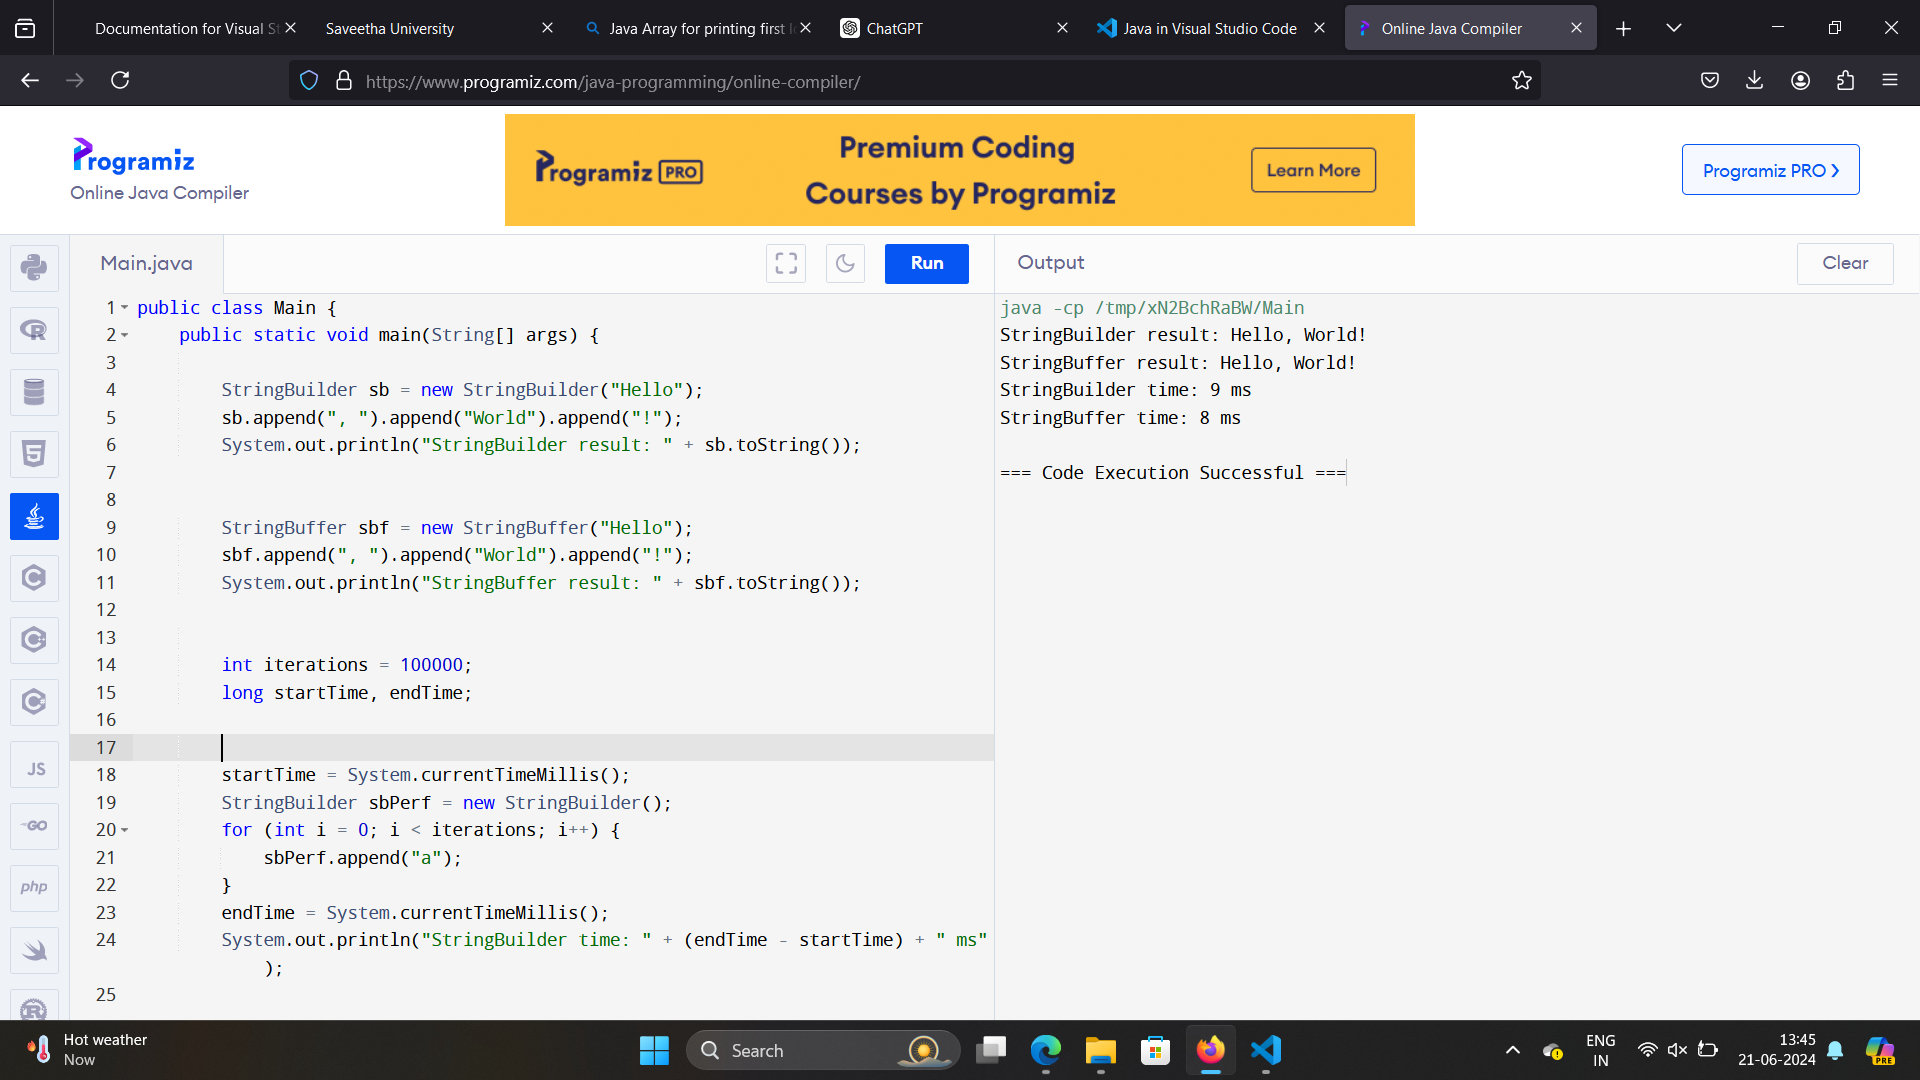 Documentation for Visual St
Saveetha University
Java Array for printing first l
ChatGPT
Java in Visual Studio Code
Online Java Compiler
https://www.programiz.com/java-programming/online-compiler/
Programiz
Online Java Compiler
Programiz PRO
Premium Coding
Courses by Programiz
Learn More
Programiz PRO
Main.java
Run
Output
Clear
1 public class Main {
2 public static void main(String[] args) {
3
4 StringBuilder sb = new StringBuilder("Hello");
5 sb.append(", ").append("World").append("!");
6 System.out.println("StringBuilder result: " + sb.toString());
7
8
9 StringBuffer sbf = new StringBuffer("Hello");
10 sbf.append(", ").append("World").append("!");
11 System.out.println("StringBuffer result: " + sbf.toString());
12
13
14 int iterations = 100000;
15 long startTime, endTime;
16
17
18 startTime = System.currentTimeMillis();
19 StringBuilder sbPerf = new StringBuilder();
20 for (int i = 0; i < iterations; i++) {
21 sbPerf.append("a");
22 }
23 endTime = System.currentTimeMillis();
24 System.out.println("StringBuilder time: " + (endTime - startTime) + " ms"
);
25
java -cp /tmp/xN2BchRaBW/Main
StringBuilder result: Hello, World!
StringBuffer result: Hello, World!
StringBuilder time: 9 ms
StringBuffer time: 8 ms
=== Code Execution Successful ===
R
5
C
C
C
JS
GO
php
R
Hot weather
Now
Search
ENG
IN
13:45
21-06-2024
PRE